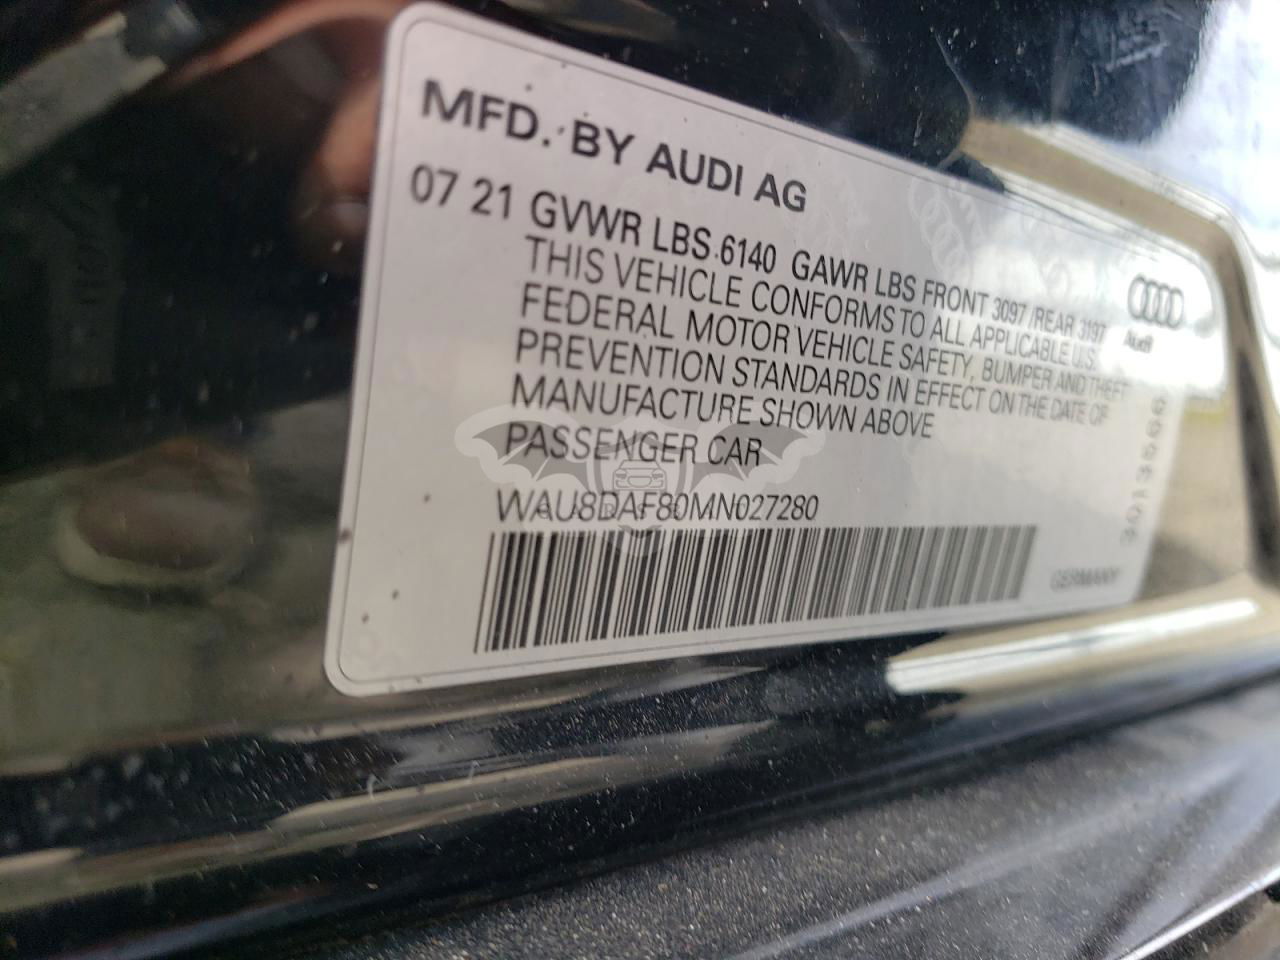 MFD. BY AUDI AG
07 21 GVWR LBS 6140 GAWR LBS FRONT 3097 /REAR 3197
THIS VEHICLE CONFORMS TO ALL APPLICABLE U.S.
FEDERAL MOTOR VEHICLE SAFETY, BUMPER AND THEFT
PREVENTION STANDARDS IN EFFECT ON THE DATE OF
MANUFACTURE SHOWN ABOVE
PASSENGER CAR
WAU8DAF80MN027280
Audi
GERMANY